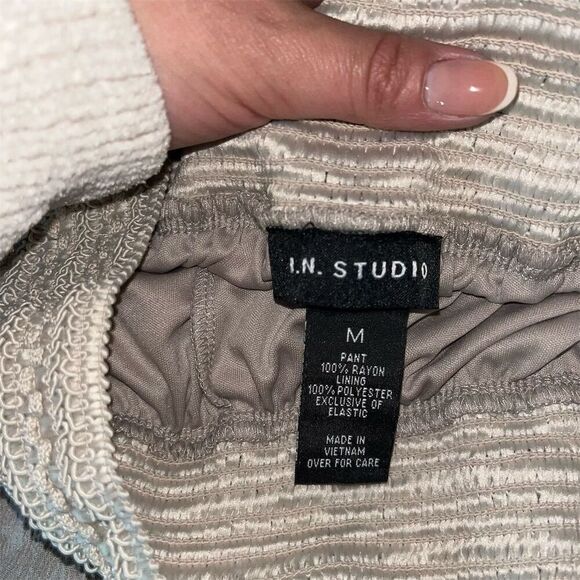 I.N. STUDIO
M
PANT
100% RAYON
LINING
100% POLYESTER
EXCLUSIVE OF
ELASTIC
MADE IN
VIETNAM
OVER FOR CARE